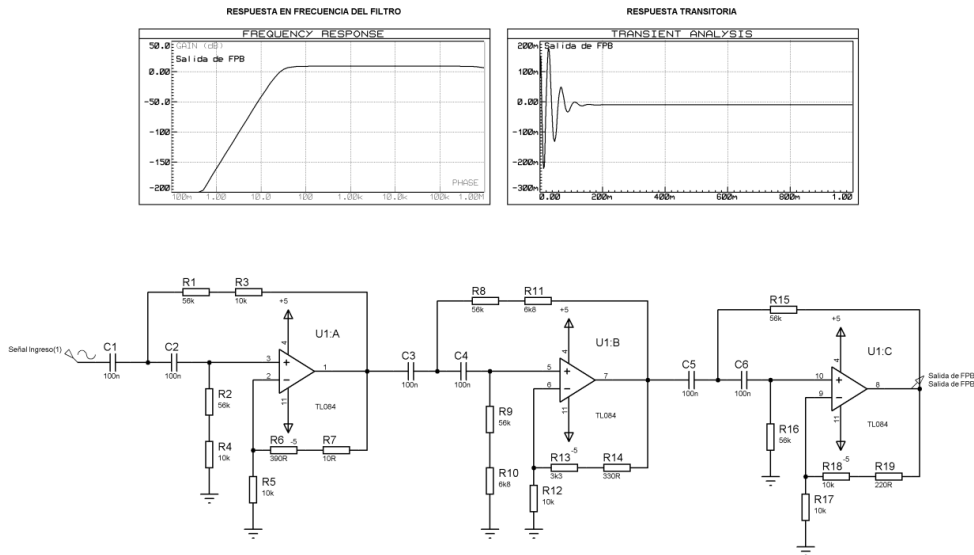 RESPUESTA EN FRECUENCIA DEL FILTRO
RESPUESTA TRANSITORIA
FREQUENCY RESPONSE
50.0
GAIN (dB)
Salida de FPB
0.00
-50.0
-100
-150
-200
PHASE
100m
1.00
10.0
100
1.00k
10.0k
100k
1.00M
TRANSIENT ANALYSIS
200m
Salida de FPB
100m
0.00
-100m
-200m
-300m
0.00
200m
400m
600m
800m
1.00
Señal Ingreso(1)
C1
100n
C2
100n
R1
56k
R3
10k
R2
56k
R4
10k
+5
4
U1:A
3
2
1
11
TL084
-5
R6
390R
R7
10R
R5
10k
C3
100n
C4
100n
R8
56k
R11
6k8
R9
56k
R10
6k8
+5
4
U1:B
5
6
7
11
TL084
-5
R13
3k3
R14
330R
R12
10k
C5
100n
C6
100n
R15
56k
R16
56k
+5
4
U1:C
10
9
8
11
TL084
-5
R18
10k
R19
220R
R17
10k
Salida de FPB
Salida de FPB